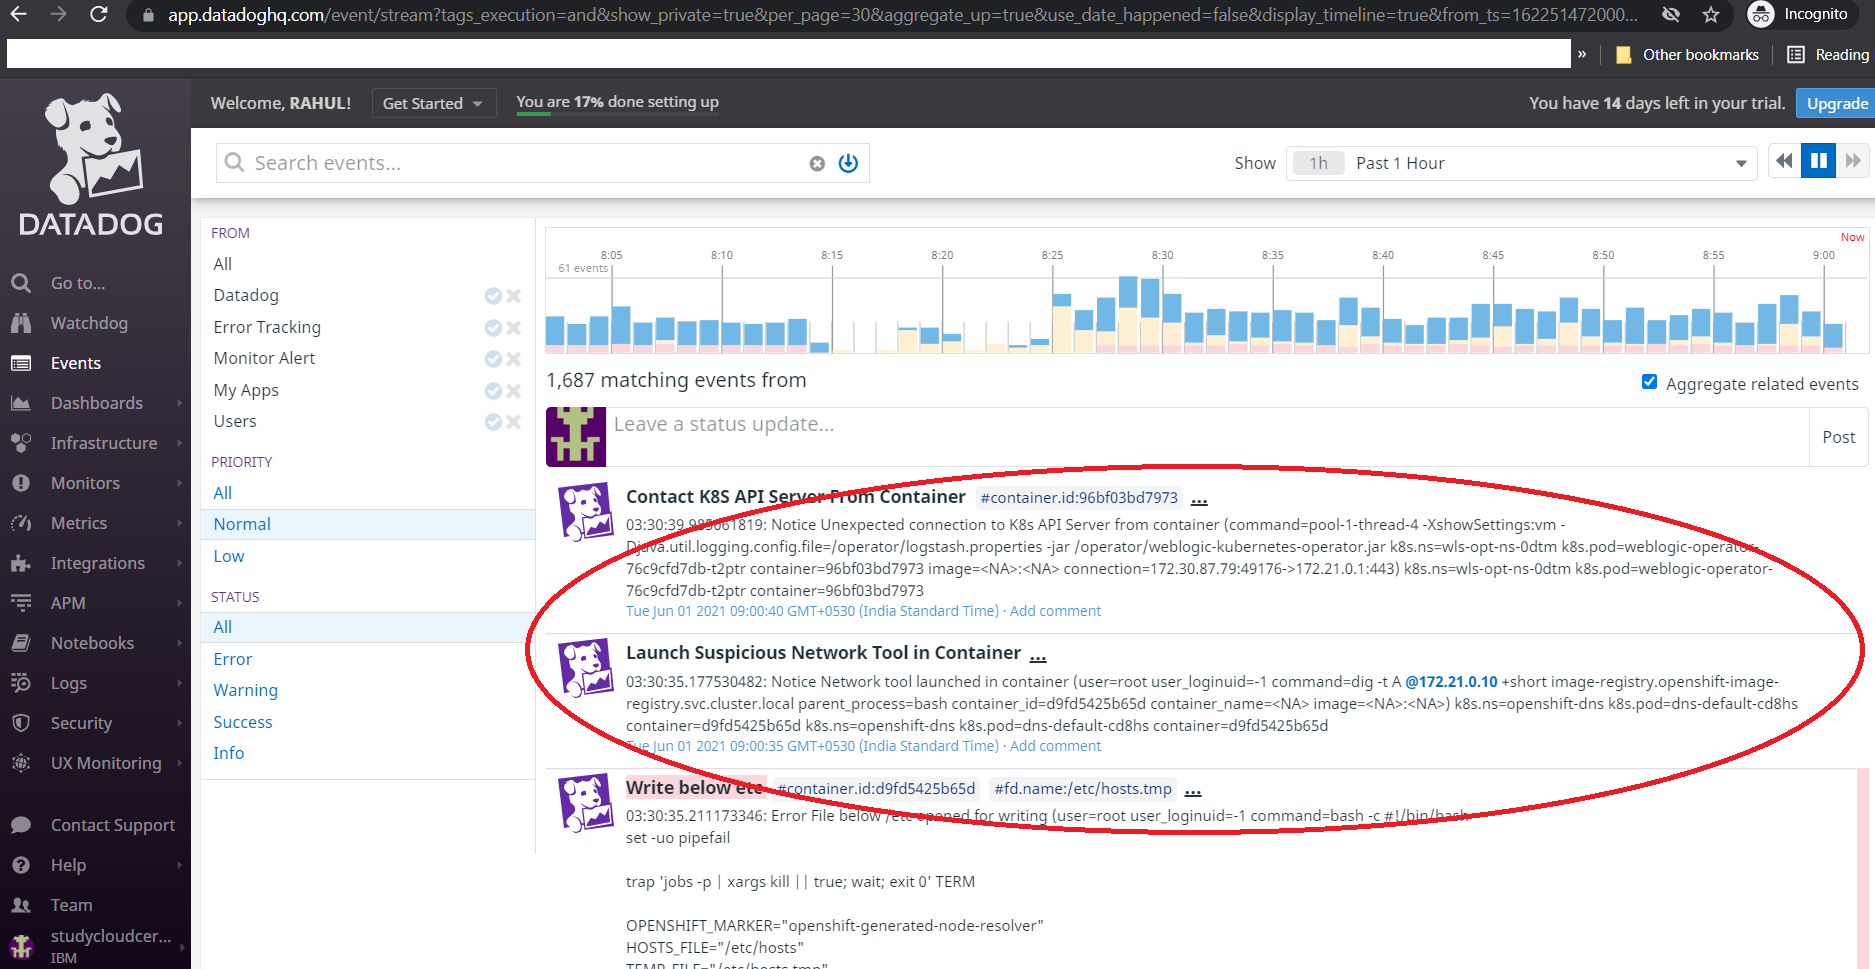 app.datadoghq.com/event/stream?tags_execution=and&show_private=true&per_page=30&aggregate_up=true&use_date_happened=false&display_timeline=true&from_ts=162251472000...
Incognito
» Other bookmarks Reading
DATADOG
Go to...
Watchdog
Events
Dashboards
Infrastructure
Monitors
Metrics
Integrations
APM
Notebooks
Logs
Security
UX Monitoring
Contact Support
Help
Team
studycloudcer...
IBM
Welcome, RAHUL!
Get Started
You are 17% done setting up
You have 14 days left in your trial.
Upgrade
Search events...
Show
1h Past 1 Hour
FROM
All
Datadog
Error Tracking
Monitor Alert
My Apps
Users
PRIORITY
All
Normal
Low
STATUS
All
Error
Warning
Success
Info
Now
8:05 8:10 8:15 8:20 8:25 8:30 8:35 8:40 8:45 8:50 8:55 9:00
61 events
1,687 matching events from
Aggregate related events
Leave a status update...
Post
Contact K8S API Server From Container #container.id:96bf03bd7973 ...
03:30:39.985061819: Notice Unexpected connection to K8s API Server from container (command=pool-1-thread-4 -XshowSettings:vm -
Djava.util.logging.config.file=/operator/logstash.properties -jar /operator/weblogic-kubernetes-operator.jar k8s.ns=wls-opt-ns-0dtm k8s.pod=weblogic-operator-
76c9cfd7db-t2ptr container=96bf03bd7973 image=<NA>:<NA> connection=172.30.87.79:49176->172.21.0.1:443) k8s.ns=wls-opt-ns-0dtm k8s.pod=weblogic-operator-
76c9cfd7db-t2ptr container=96bf03bd7973
Tue Jun 01 2021 09:00:40 GMT+0530 (India Standard Time) · Add comment
Launch Suspicious Network Tool in Container ...
03:30:35.177530482: Notice Network tool launched in container (user=root user_loginuid=-1 command=dig -t A @172.21.0.10 +short image-registry.openshift-image-
registry.svc.cluster.local parent_process=bash container_id=d9fd5425b65d container_name=<NA> image=<NA>:<NA>) k8s.ns=openshift-dns k8s.pod=dns-default-cd8hs
container=d9fd5425b65d k8s.ns=openshift-dns k8s.pod=dns-default-cd8hs container=d9fd5425b65d
Tue Jun 01 2021 09:00:35 GMT+0530 (India Standard Time) · Add comment
Write below etc #container.id:d9fd5425b65d #fd.name:/etc/hosts.tmp ...
03:30:35.211173346: Error File below /etc opened for writing (user=root user_loginuid=-1 command=bash -c #!/bin/bash
set -uo pipefail
trap 'jobs -p | xargs kill || true; wait; exit 0' TERM
OPENSHIFT_MARKER="openshift-generated-node-resolver"
HOSTS_FILE="/etc/hosts"
TEMP_FILE="/etc/hosts.tmp"